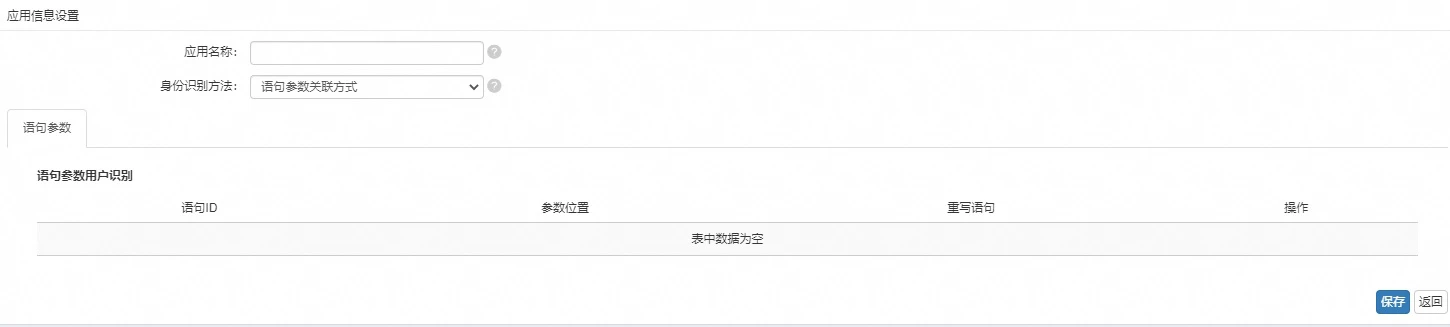 应用信息设置
应用名称:
身份识别方法: 语句参数关联方式
语句参数
语句参数用户识别
语句ID 参数位置 重写语句 操作
表中数据为空
保存 返回